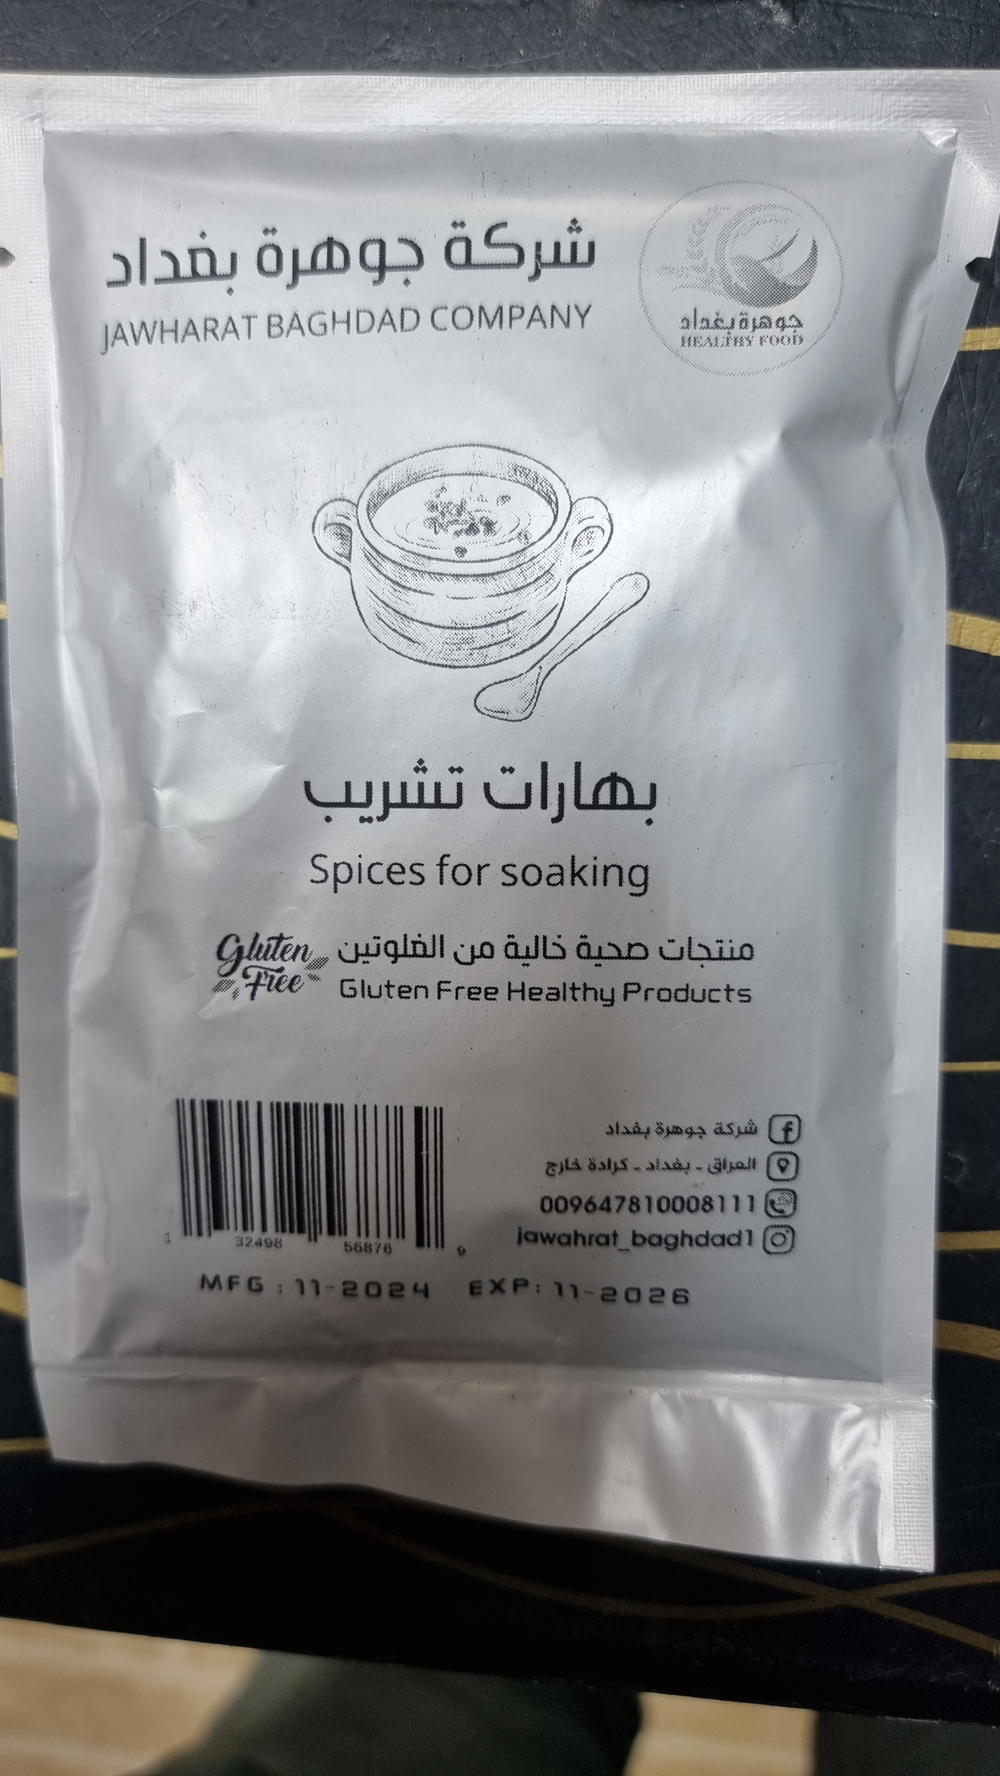 شركة جوهرة بغداد
JAWHARAT BAGHDAD COMPANY
جوهرة بغداد
HEALTHY FOOD
بهارات تشريب
Spices for soaking
Gluten Free
منتجات صحية خالية من الغلوتين
Gluten Free Healthy Products
شركة جوهرة بغداد
العراق - بغداد - كرادة خارج
009647810008111
jawahrat_baghdad1
1 32498 56876 9
MFG : 11-2024 EXP: 11-2026